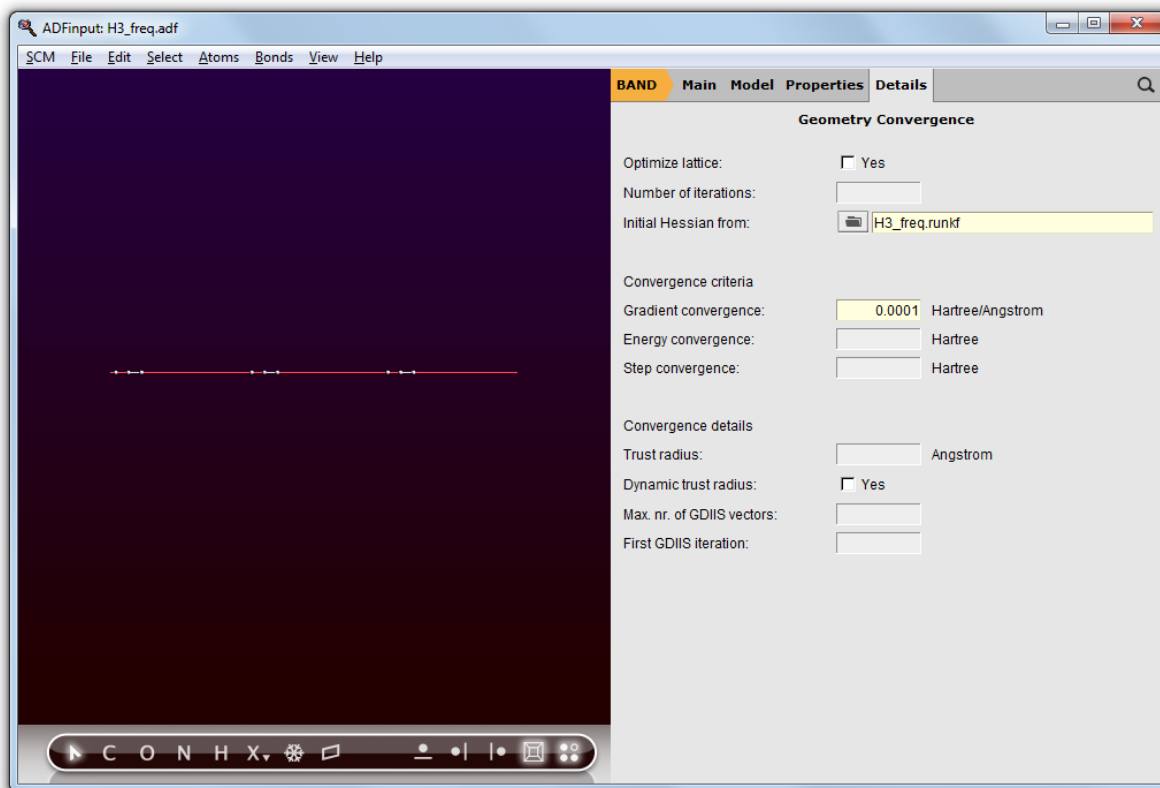 ADFinput: H3_freq.adf
SCM File Edit Select Atoms Bonds View Help
BAND Main Model Properties Details
Geometry Convergence
Optimize lattice: Yes
Number of iterations:
Initial Hessian from: H3_freq.runkf
Convergence criteria
Gradient convergence: 0.0001 Hartree/Angstrom
Energy convergence: Hartree
Step convergence: Hartree
Convergence details
Trust radius: Angstrom
Dynamic trust radius: Yes
Max. nr. of GDIIS vectors:
First GDIIS iteration:
C O N H X